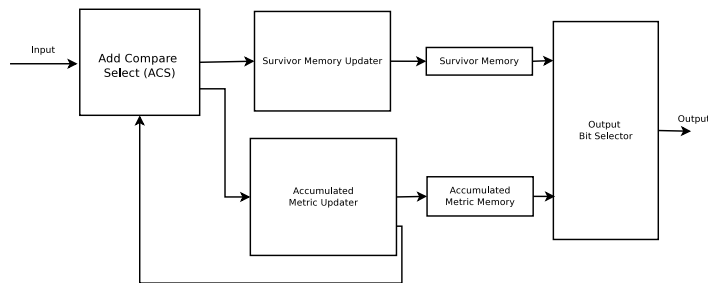 Input
Add Compare
Select (ACS)
Survivor Memory Updater
Survivor Memory
Output
Bit Selector
Output
Accumulated
Metric Updater
Accumulated
Metric Memory